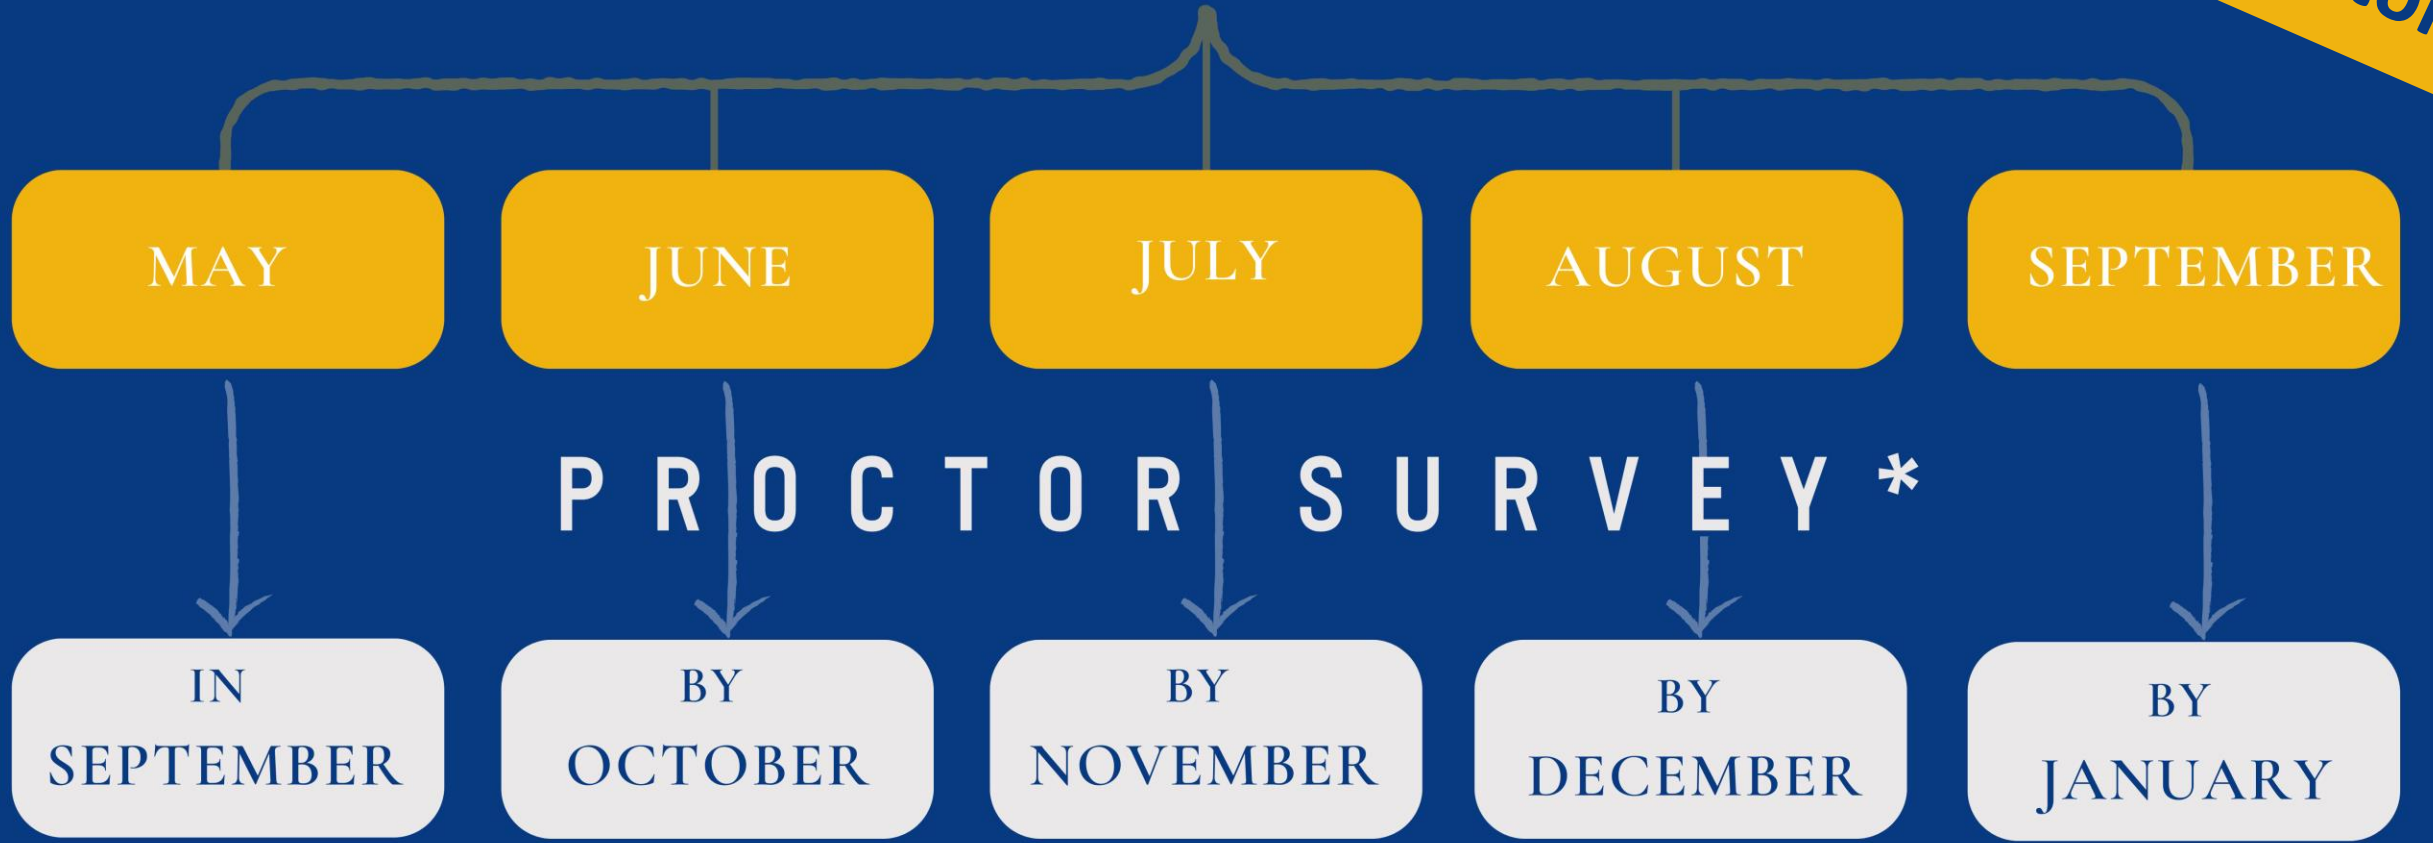 MAY
JUNE
JULY
AUGUST
SEPTEMBER
PROCTOR SURVEY*
IN
SEPTEMBER
BY
OCTOBER
BY
NOVEMBER
BY
DECEMBER
BY
JANUARY